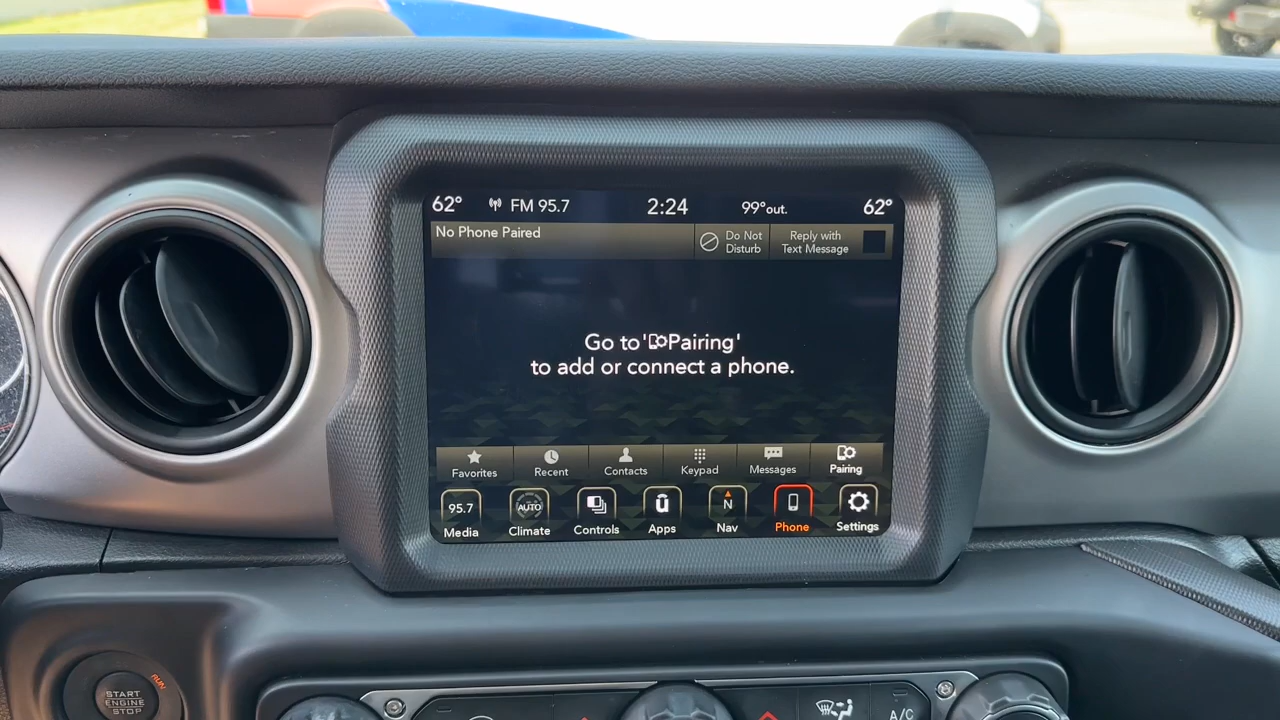 62° FM 95.7 2:24 99°out. 62°
No Phone Paired
Do Not
Disturb
Reply with
Text Message
Go to 'Pairing'
to add or connect a phone.
Favorites Recent Contacts Keypad Messages Pairing
95.7 AUTO û N
Media Climate Controls Apps Nav Phone Settings
RUN
START
ENGINE
STOP
A/C